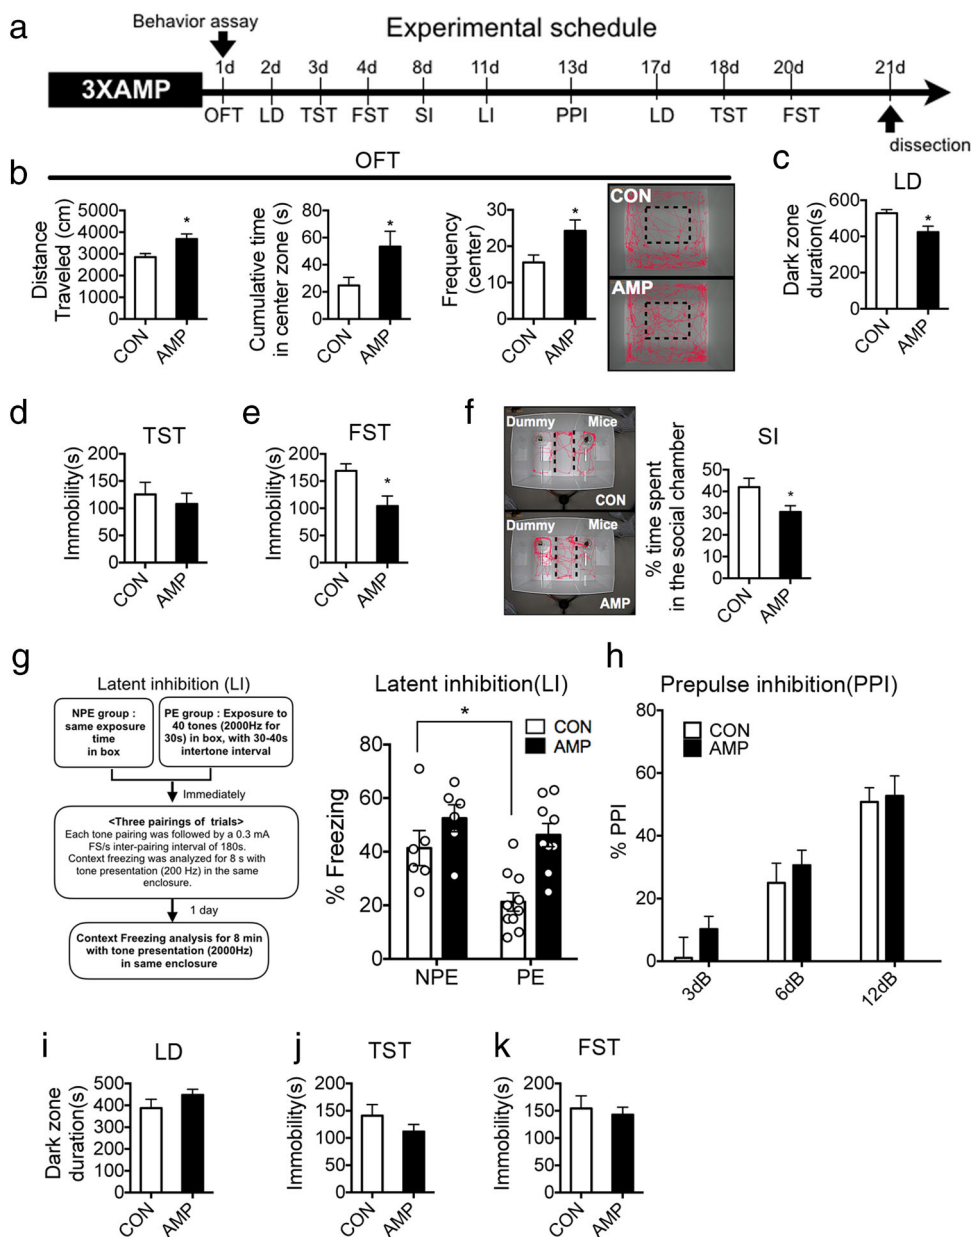 a
Behavior assay
Experimental schedule
3XAMP
1d 2d 3d 4d 8d 11d 13d 17d 18d 20d 21d
OFT LD TST FST SI LI PPI LD TST FST
dissection
b
OFT
Distance
Traveled (cm)
5000
4000
3000
2000
1000
0
*
CON
AMP
Cumulative time
in center zone (s)
80
60
40
20
0
*
CON
AMP
Frequency
(center)
30
20
10
0
*
CON
AMP
CON
AMP
c
LD
Dark zone
duration(s)
600
400
200
0
*
CON
AMP
d
TST
Immobility(s)
200
150
100
50
0
CON
AMP
e
FST
Immobility(s)
200
150
100
50
0
*
CON
AMP
f
Dummy Mice
CON
Dummy Mice
AMP
SI
% time spent
in the social chamber
50
40
30
20
10
0
*
CON
AMP
g
Latent inhibition (LI)
NPE group :
same exposure
time
in box
PE group : Exposure to
40 tones (2000Hz for
30s) in box, with 30-40s
intertone interval
Immediately
<Three pairings of trials>
Each tone pairing was followed by a 0.3 mA
FS/s inter-pairing interval of 180s.
Context freezing was analyzed for 8 s with
tone presentation (200 Hz) in the same
enclosure.
1 day
Context Freezing analysis for 8 min
with tone presentation (2000Hz)
in same enclosure
Latent inhibition(LI)
*
CON
AMP
% Freezing
80
60
40
20
0
NPE PE
h
Prepulse inhibition(PPI)
CON
AMP
% PPI
80
60
40
20
0
3dB
6dB
12dB
i
LD
Dark zone
duration(s)
500
400
300
200
100
0
CON
AMP
j
TST
Immobility(s)
200
150
100
50
0
CON
AMP
k
FST
Immobility(s)
200
150
100
50
0
CON
AMP